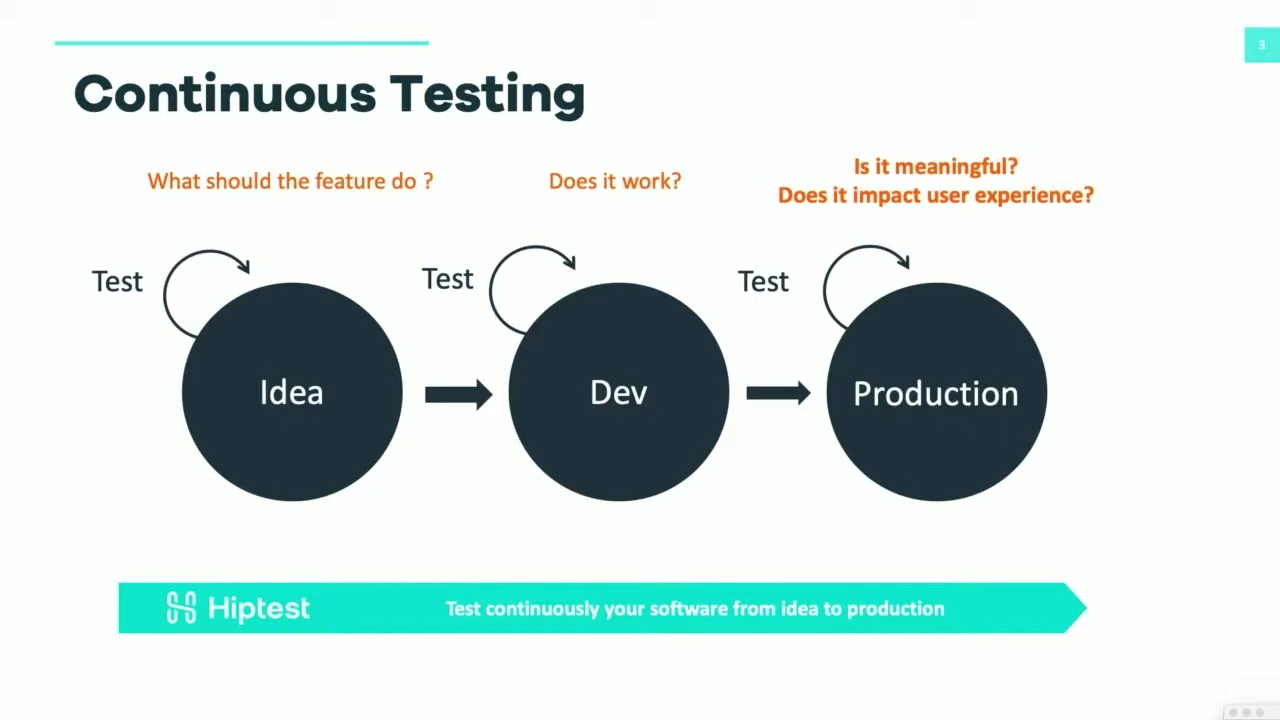 3
Continuous Testing
What should the feature do ?
Does it work?
Is it meaningful?
Does it impact user experience?
Test
Test
Test
Idea
Dev
Production
Hiptest
Test continuously your software from idea to production